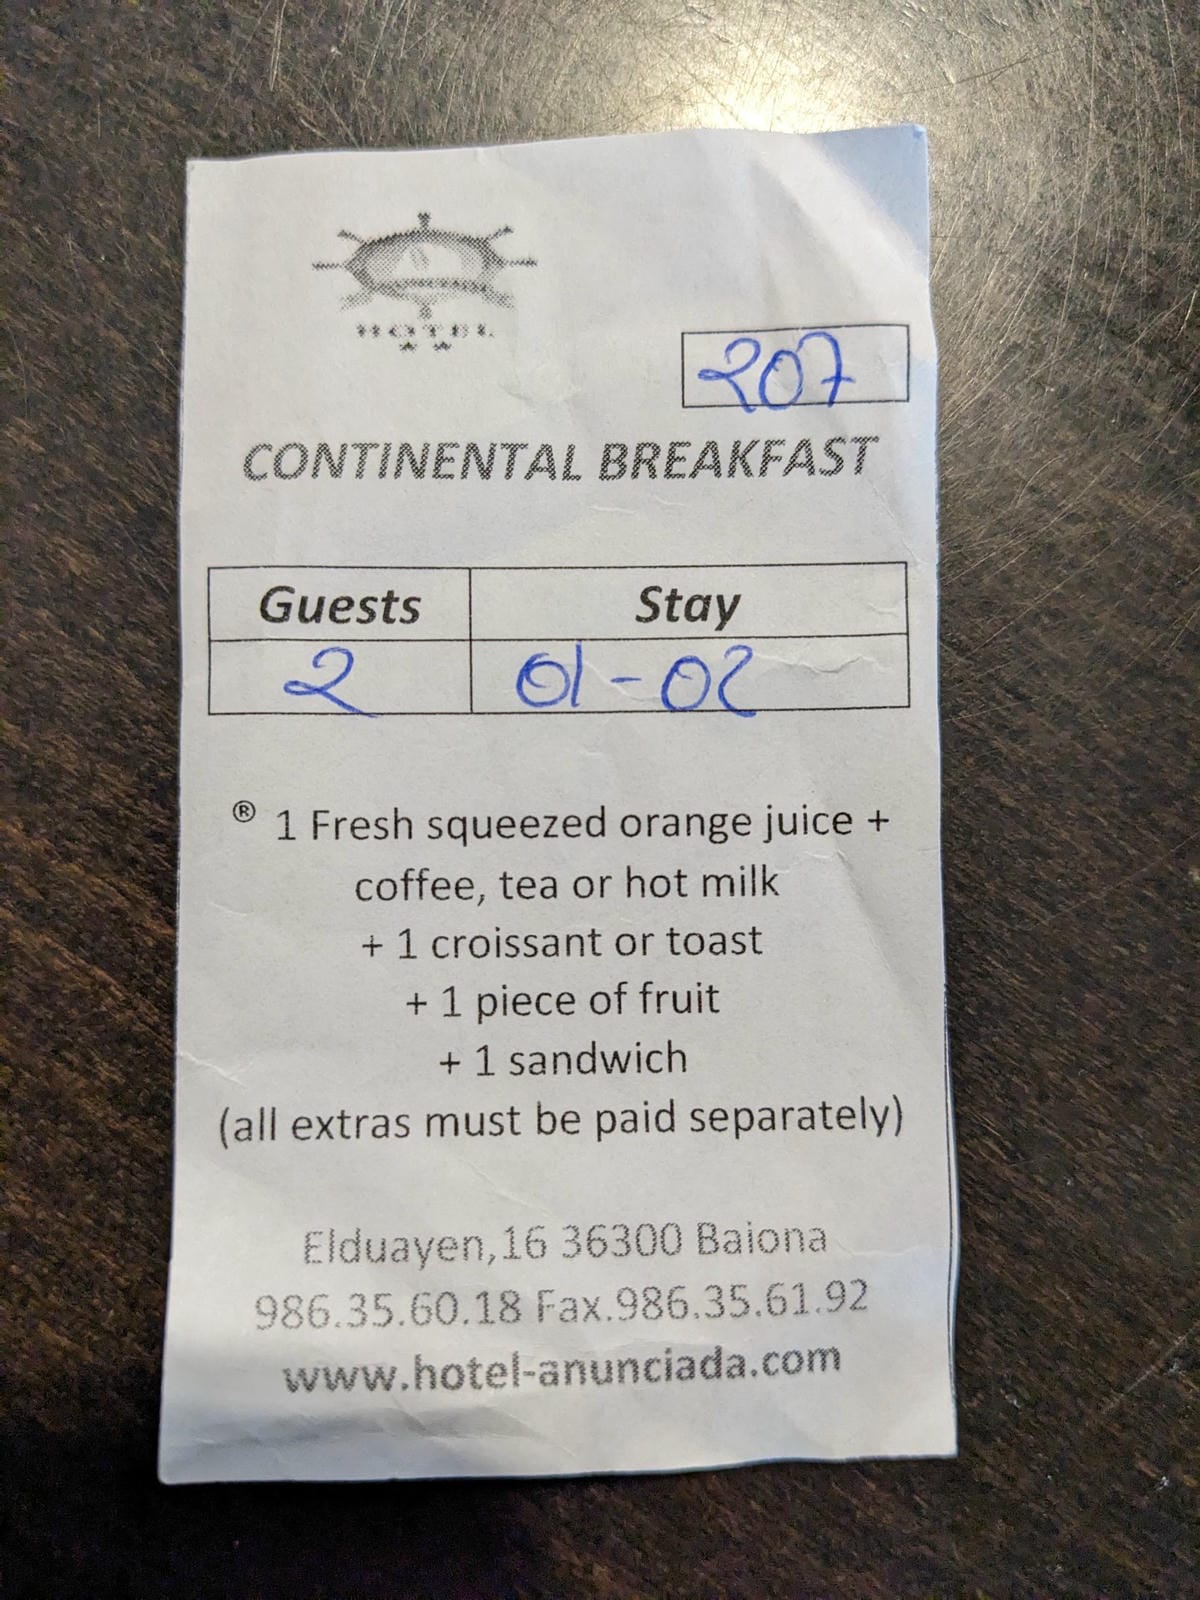 HOTEL
207
CONTINENTAL BREAKFAST
Guests Stay
2 01-02
® 1 Fresh squeezed orange juice +
coffee, tea or hot milk
+ 1 croissant or toast
+ 1 piece of fruit
+ 1 sandwich
(all extras must be paid separately)
Elduayen,16 36300 Baiona
986.35.60.18 Fax.986.35.61.92
www.hotel-anunciada.com